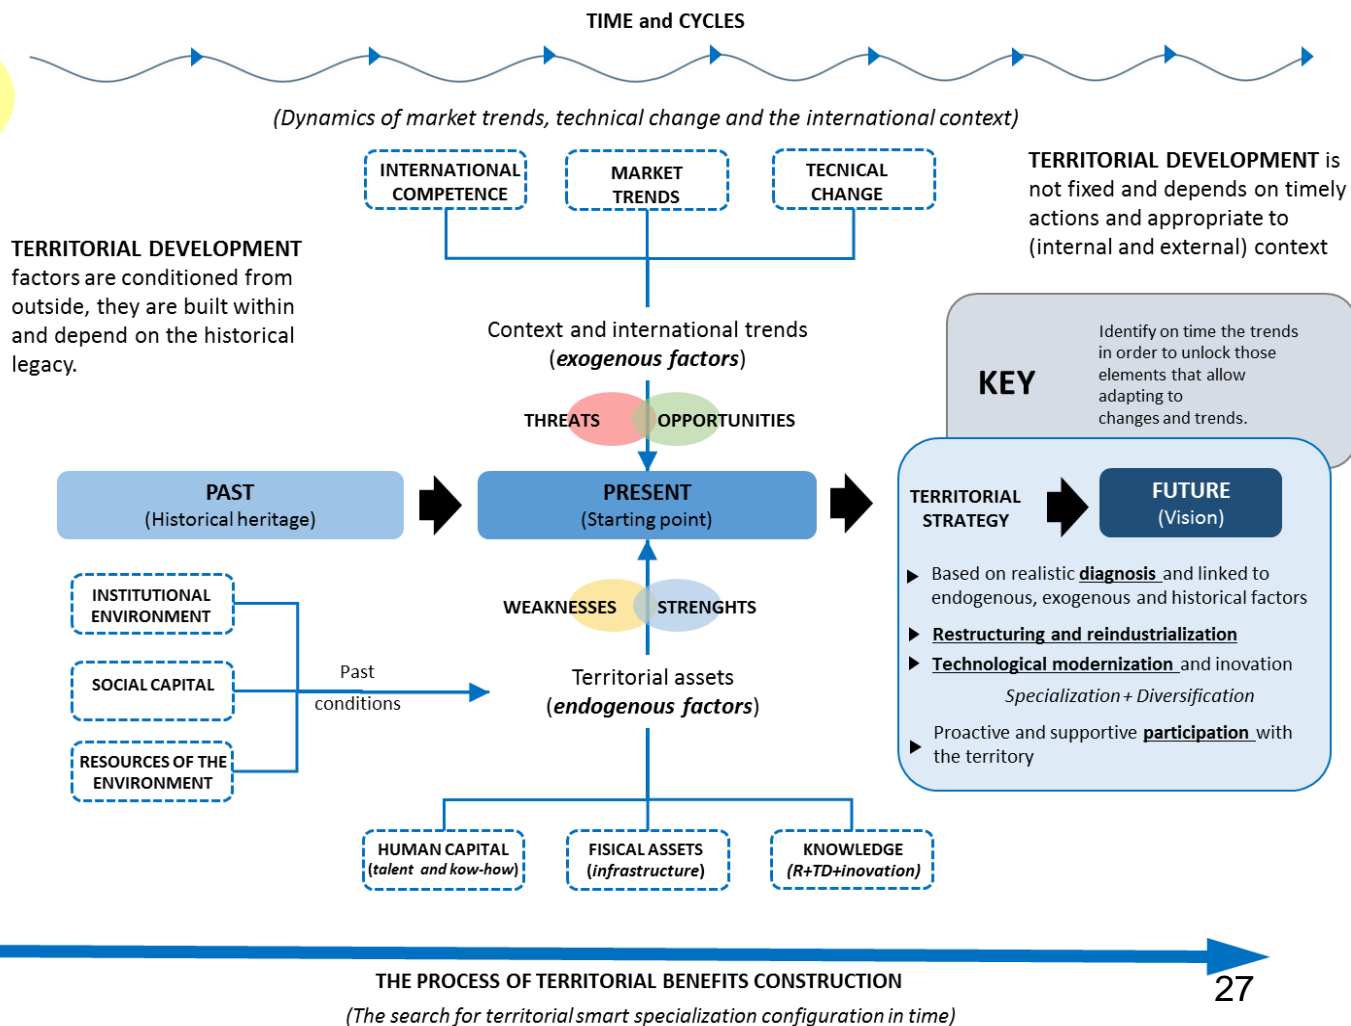 TIME and CYCLES
(Dynamics of market trends, technical change and the international context)
INTERNATIONAL
COMPETENCE
MARKET
TRENDS
TECNICAL
CHANGE
TERRITORIAL DEVELOPMENT is
not fixed and depends on timely
actions and appropriate to
(internal and external) context
TERRITORIAL DEVELOPMENT
factors are conditioned from
outside, they are built within
and depend on the historical
legacy.
Context and international trends
(exogenous factors)
KEY
Identify on time the trends
in order to unlock those
elements that allow
adapting to
changes and trends.
THREATS
OPPORTUNITIES
PAST
(Historical heritage)
PRESENT
(Starting point)
TERRITORIAL
STRATEGY
FUTURE
(Vision)
Based on realistic diagnosis and linked to
endogenous, exogenous and historical factors
Restructuring and reindustrialization
Technological modernization and inovation
Specialization + Diversification
Proactive and supportive participation with
the territory
WEAKNESSES
STRENGHTS
INSTITUTIONAL
ENVIRONMENT
SOCIAL CAPITAL
RESOURCES OF THE
ENVIRONMENT
Past
conditions
Territorial assets
(endogenous factors)
HUMAN CAPITAL
(talent and kow-how)
FISICAL ASSETS
(infrastructure)
KNOWLEDGE
(R+TD+inovation)
THE PROCESS OF TERRITORIAL BENEFITS CONSTRUCTION
27
(The search for territorial smart specialization configuration in time)